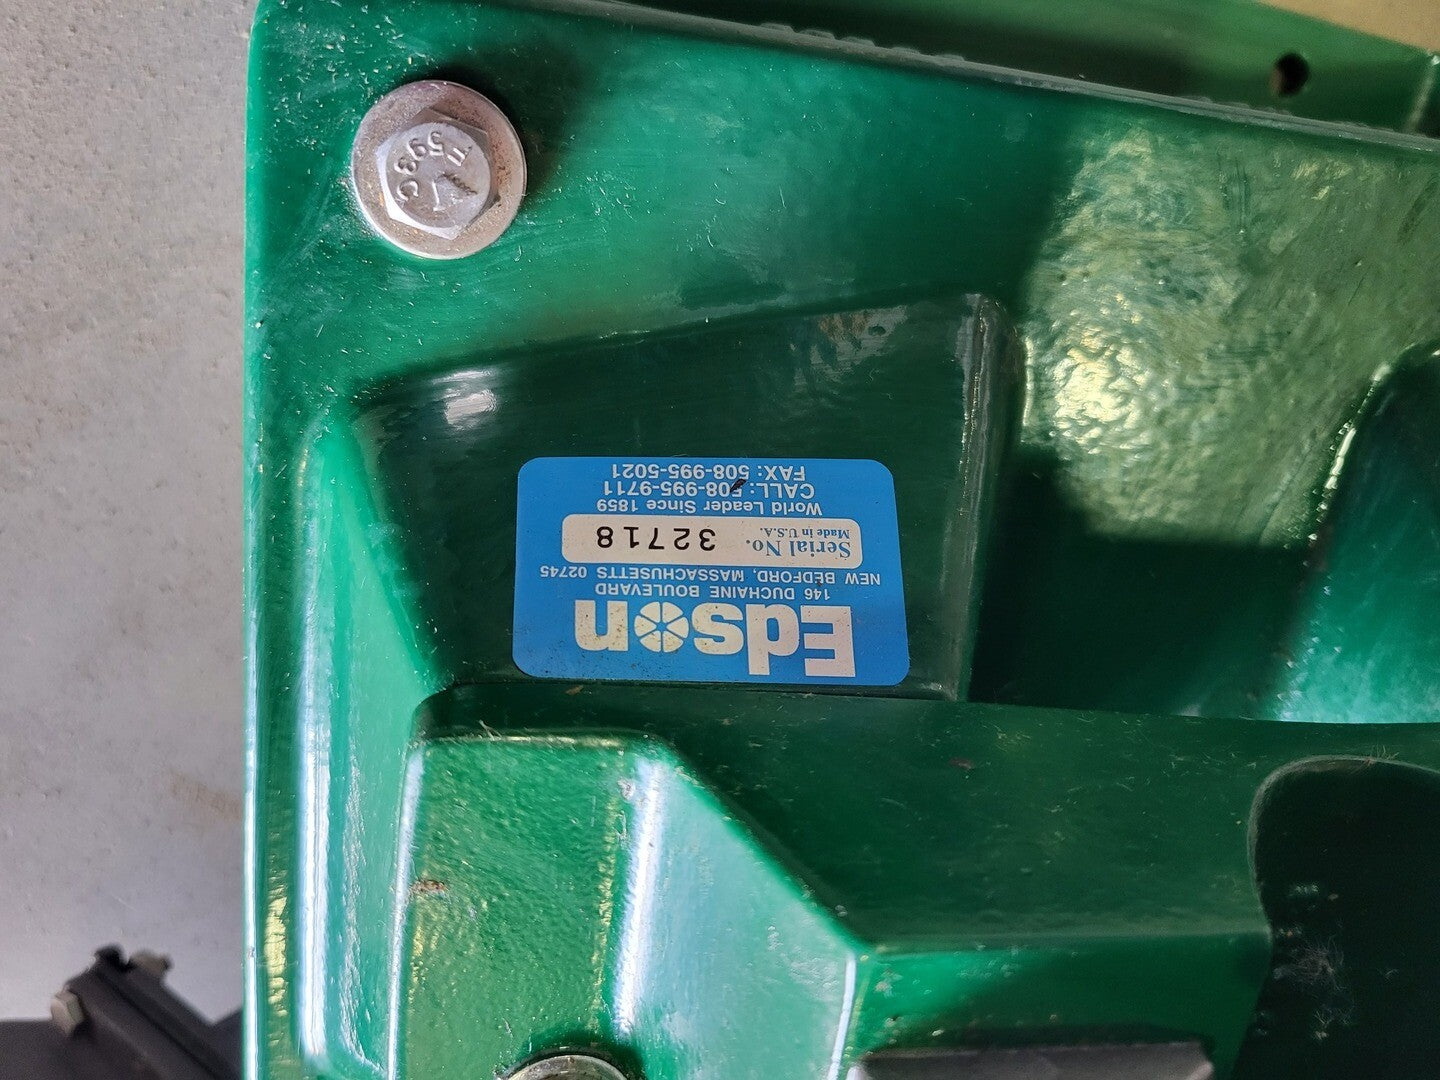 Edson
146 DUCHAINE BOULEVARD
NEW BEDFORD, MASSACHUSETTS 02745
Serial No. 32718
Made in U.S.A.
World Leader Since 1859
CALL: 508-995-9711
FAX: 508-995-5021
F593C